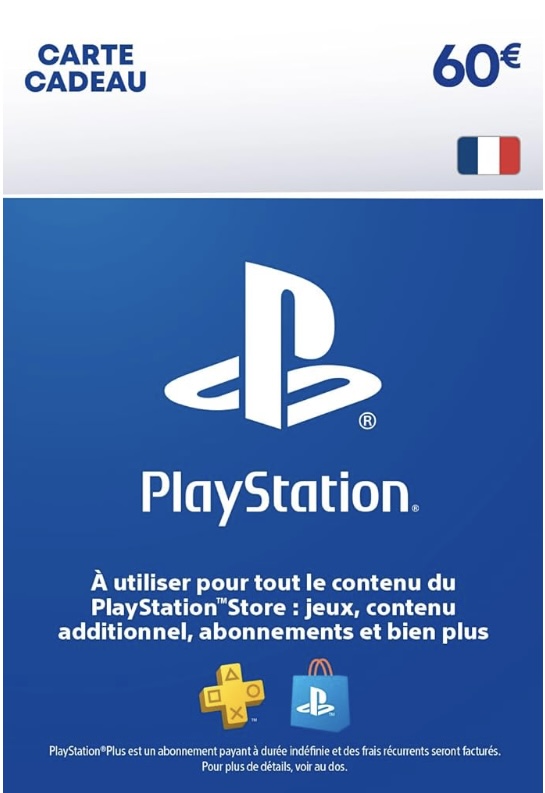 CARTE
CADEAU
60€
PlayStation®
À utiliser pour tout le contenu du
PlayStation™Store : jeux, contenu
additionnel, abonnements et bien plus
PlayStation®Plus est un abonnement payant à durée indéfinie et des frais récurrents seront facturés.
Pour plus de détails, voir au dos.